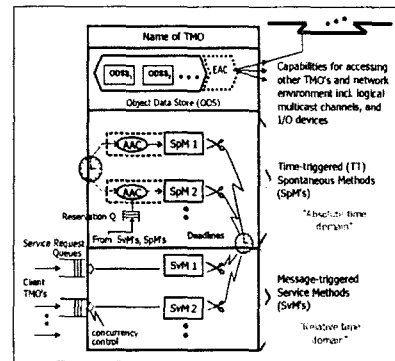 Name of TMO
ODSS1
ODSS2
EAC
Object Data Store (ODS)
Capabilities for accessing
other TMO's and network
environment incl. logical
multicast channels, and
I/O devices
AAC
SpM 1
AAC
SpM 2
Reservation Q
From SvM's, SpM's
Deadlines
Time-triggered (TT)
Spontaneous Methods
(SpM's)
"Absolute time
domain"
Service Request
Queues
Client
TMO's
SvM 1
SvM 2
concurrency
control
Message-triggered
Service Methods
(SvM's)
"Relative time
domain"